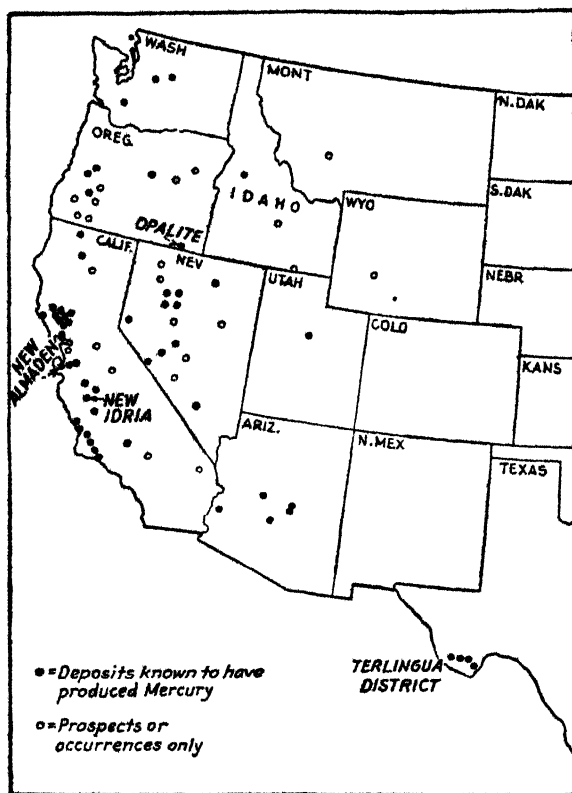 WASH
MONT
N.DAK
OREG.
IDAHO
S.DAK
WYO
OPALITE
CALIF.
NEV
NEBR
UTAH
COLO
NEW
ALMADEN
KANS
NEW
IDRIA
ARIZ.
N.MEX
TEXAS
TERLINGUA
DISTRICT
=Deposits known to have
produced Mercury
=Prospects or
occurrences only